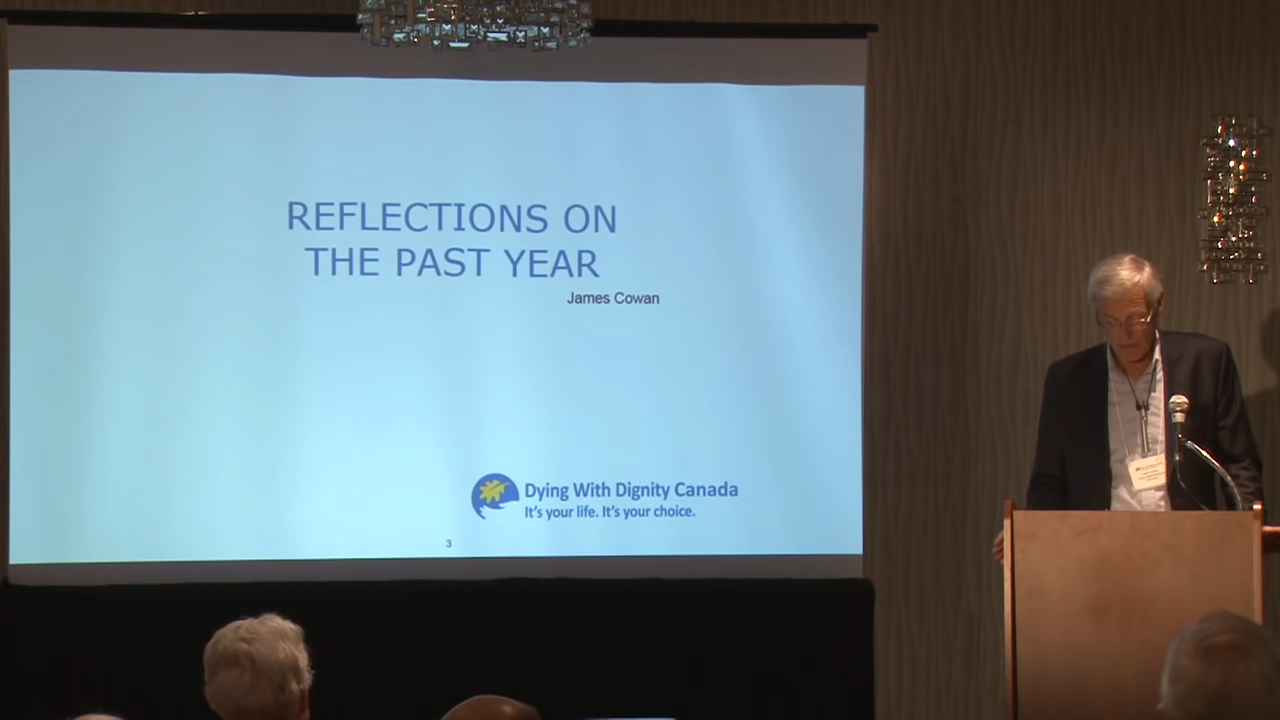 REFLECTIONS ON
THE PAST YEAR
James Cowan
Dying With Dignity Canada
It's your life. It's your choice.
3